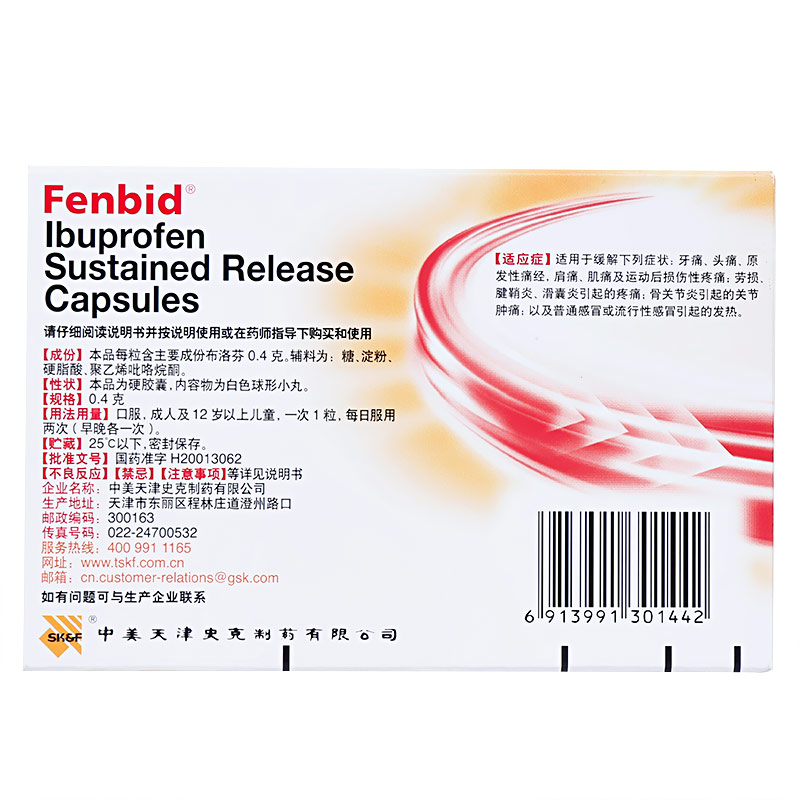 Fenbid®
Ibuprofen
Sustained Release
Capsules
请仔细阅读说明书并按说明使用或在药师指导下购买和使用
【成份】本品每粒含主要成份布洛芬0.4克。辅料为：糖、淀粉、
硬脂酸、聚乙烯吡咯烷酮。
【性状】本品为硬胶囊，内容物为白色球形小丸。
【规格】0.4克
【用法用量】口服，成人及12岁以上儿童，一次1粒，每日服用
两次（早晚各一次）。
【贮藏】25℃以下，密封保存。
【批准文号】国药准字H20013062
【不良反应】【禁忌】【注意事项】等详见说明书
企业名称：中美天津史克制药有限公司
生产地址：天津市东丽区程林庄道澄州路口
邮政编码：300163
传真号码：022-24700532
服务热线：400 991 1165
网址：www.tskf.com.cn
邮箱：cn.customer-relations@gsk.com
如有问题可与生产企业联系
SK&F® 中美天津史克制药有限公司
【适应症】适用于缓解下列症状：牙痛、头痛、原
发性痛经、肩痛、肌痛及运动后损伤性疼痛；劳损、
腱鞘炎、滑囊炎引起的疼痛；骨关节炎引起的关节
肿痛；以及普通感冒或流行性感冒引起的发热。
6 913991 301442